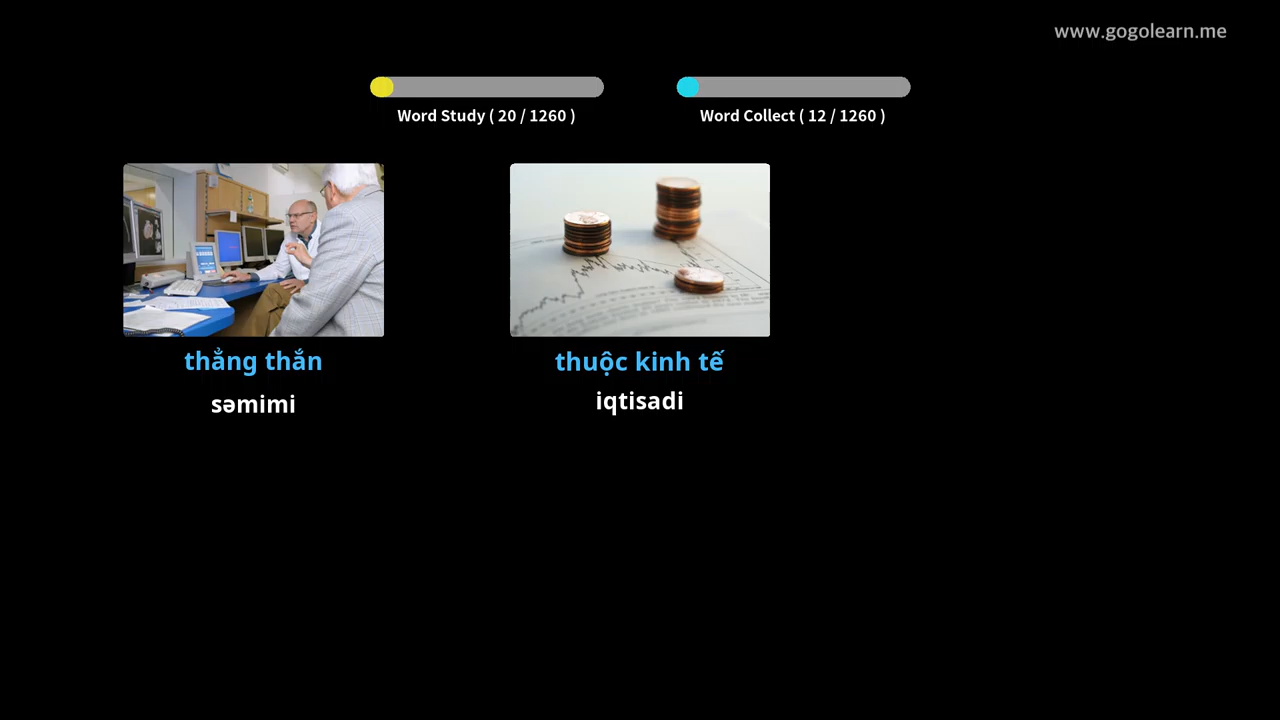 www.gogolearn.me
Word Study ( 20 / 1260 )
Word Collect ( 12 / 1260 )
thẳng thắn
səmimi
thuộc kinh tế
iqtisadi